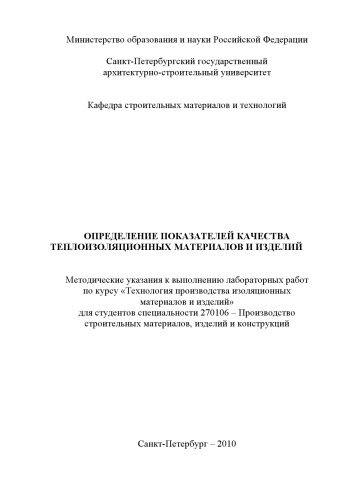 Министерство образования и науки Российской Федерации
Санкт-Петербургский государственный
архитектурно-строительный университет
Кафедра строительных материалов и технологий
ОПРЕДЕЛЕНИЕ ПОКАЗАТЕЛЕЙ КАЧЕСТВА
ТЕПЛОИЗОЛЯЦИОННЫХ МАТЕРИАЛОВ И ИЗДЕЛИЙ
Методические указания к выполнению лабораторных работ
по курсу «Технология производства изоляционных
материалов и изделий»
для студентов специальности 270106 – Производство
строительных материалов, изделий и конструкций
Санкт-Петербург – 2010